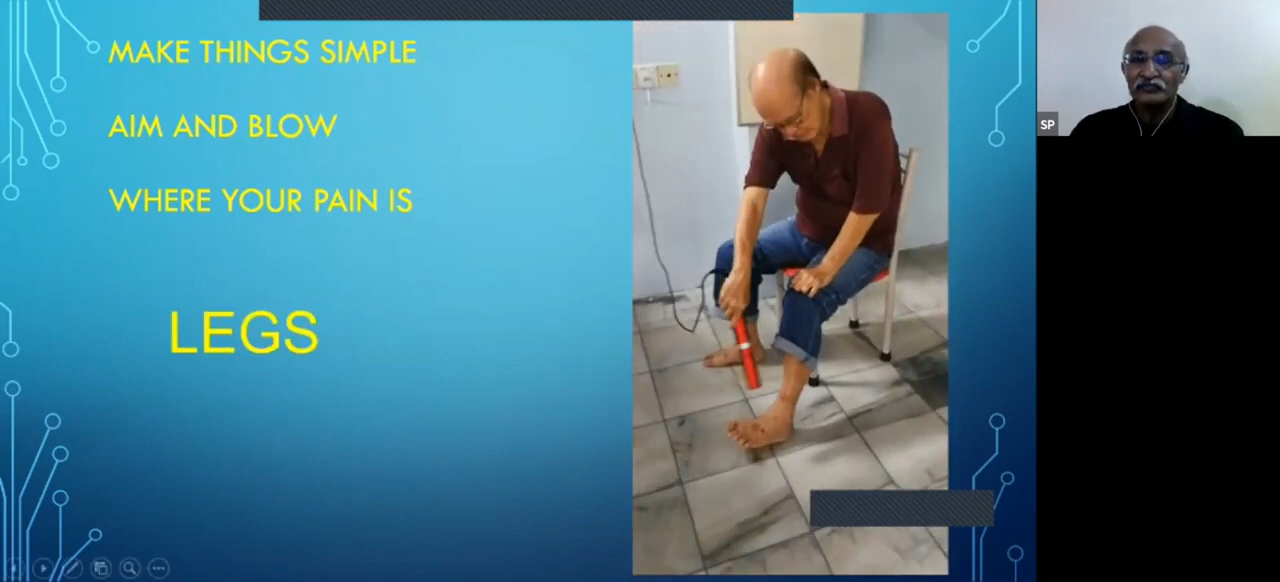 MAKE THINGS SIMPLE
AIM AND BLOW
WHERE YOUR PAIN IS
LEGS
SP